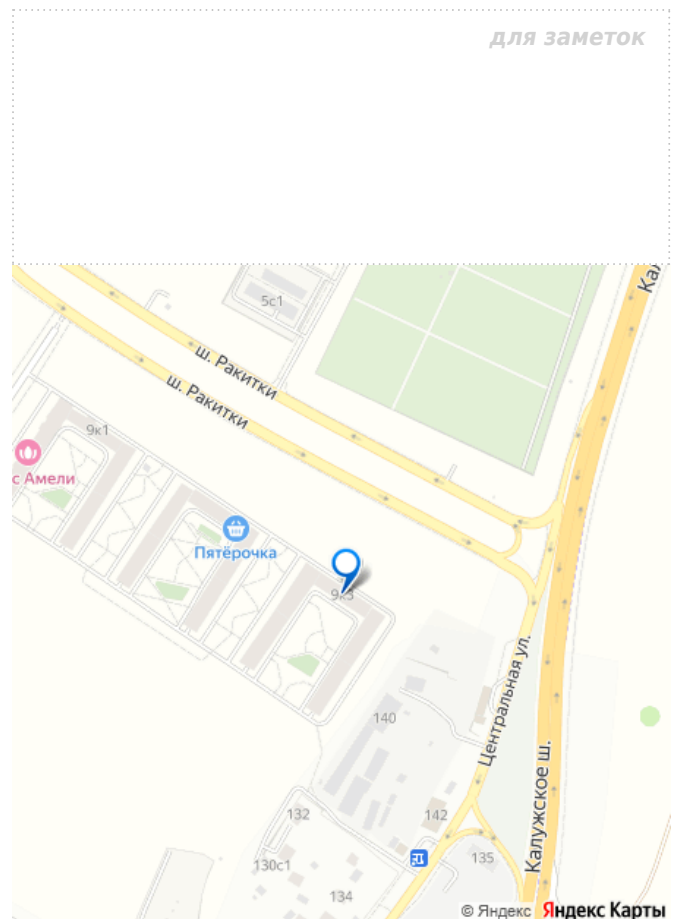 для заметок
Кал
5с1
ш. Ракитки
ш. Ракитки
9к1
с Амели
Пятёрочка
9к3
Центральная ул.
140
Калужское ш.
132
142
130с1
135
134
© Яндекс Яндекс Карты